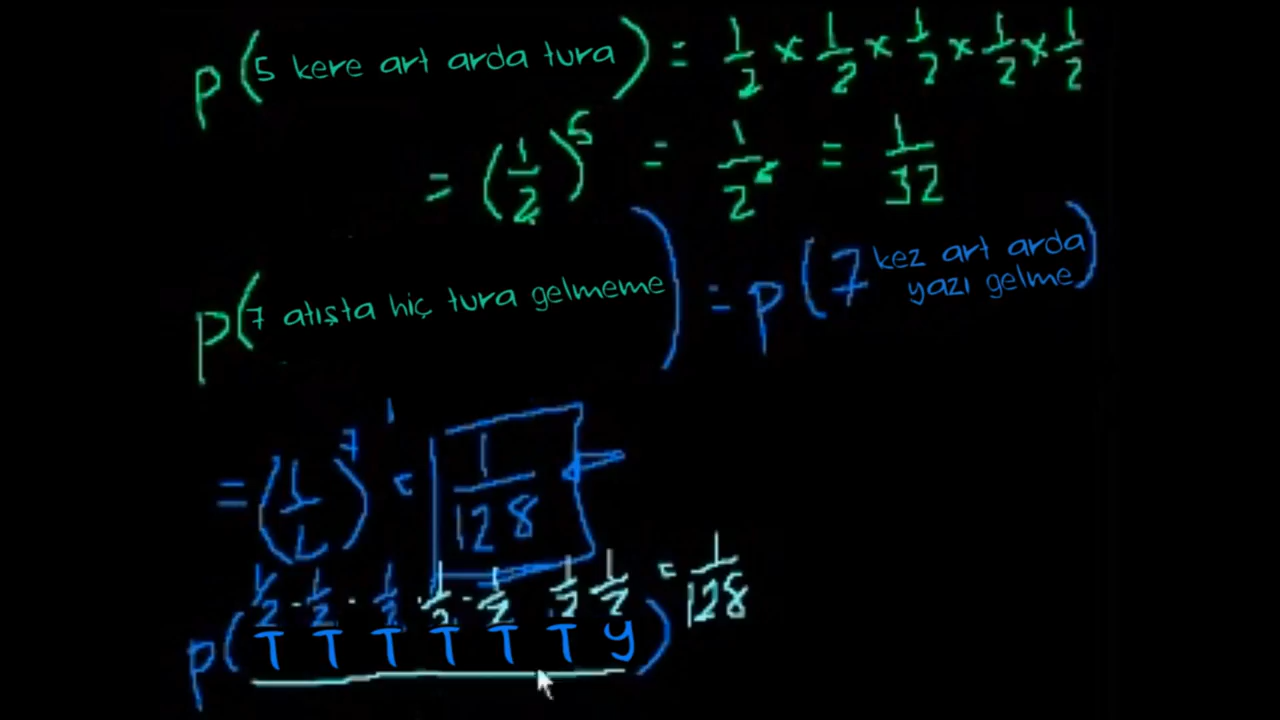 P(5 kere art arda tura) = 1/2 × 1/2 × 1/2 × 1/2 × 1/2
= (1/2)^5 = 1/2^5 = 1/32
P(7 atışta hiç tura gelmeme) = P(7 kez art arda yazı gelme)
= (1/2)^7 = 1/128
1/2 · 1/2 · 1/2 · 1/2 · 1/2 1/2 1/2 = 1/128
P(T T T T T T y)